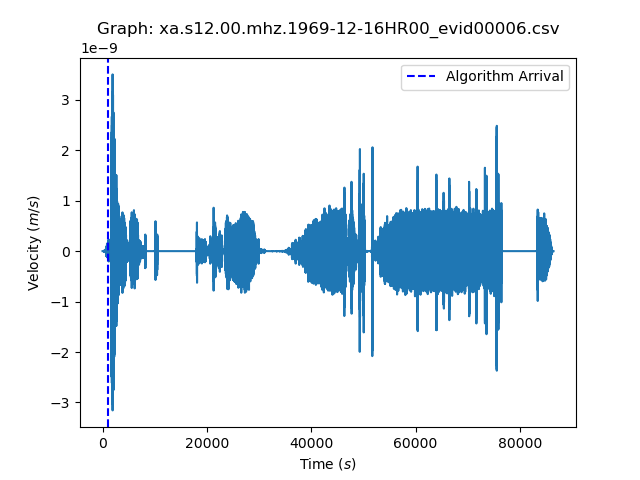 Graph: xa.s12.00.mhz.1969-12-16HR00_evid00006.csv
1e−9
Algorithm Arrival
3
2
1
0
−1
−2
−3
Velocity (m/s)
0 20000 40000 60000 80000
Time (s)